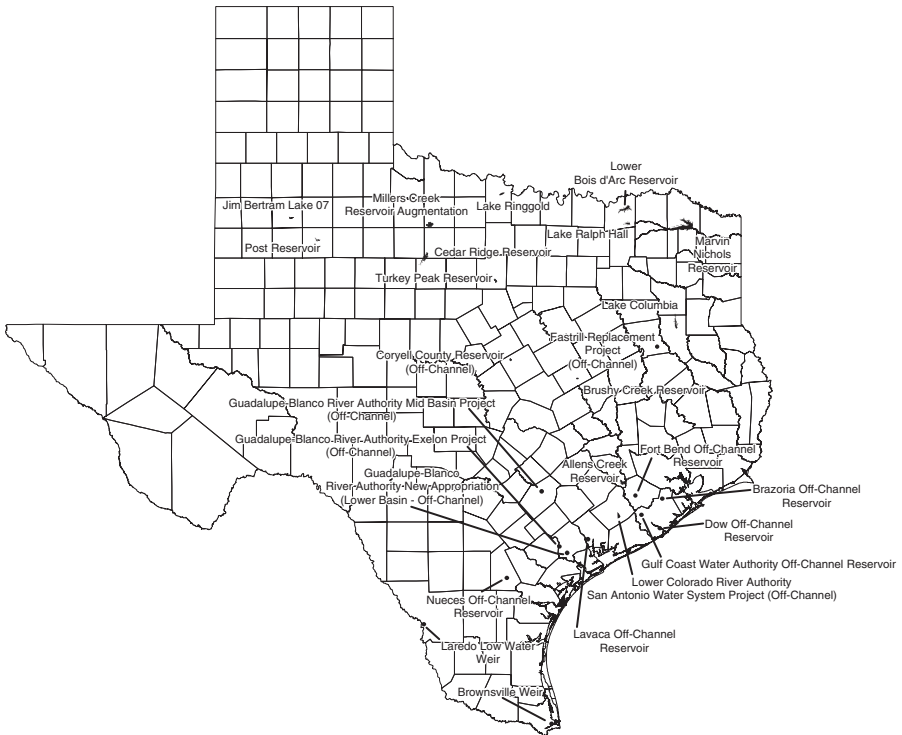 Lower
Bois d'Arc Reservoir
Jim Bertram Lake 07
Millers Creek
Reservoir Augmentation
Lake Ringgold
Lake Ralph Hall
Post Reservoir
Cedar Ridge Reservoir
Marvin
Nichols
Reservoir
Turkey Peak Reservoir
Lake Columbia
Fastrill Replacement
Project
(Off-Channel)
Coryell County Reservoir
(Off-Channel)
Brushy Creek Reservoir
Guadalupe-Blanco River Authority Mid Basin Project
(Off-Channel)
Guadalupe-Blanco River Authority Exelon Project
(Off-Channel)
Fort Bend Off-Channel
Reservoir
Allens Creek
Reservoir
Guadalupe-Blanco
River Authority New Appropriation
(Lower Basin - Off-Channel)
Brazoria Off-Channel
Reservoir
Dow Off-Channel
Reservoir
Gulf Coast Water Authority Off-Channel Reservoir
Lower Colorado River Authority
San Antonio Water System Project (Off-Channel)
Nueces Off-Channel
Reservoir
Lavaca Off-Channel
Reservoir
Laredo Low Water
Weir
Brownsville Weir